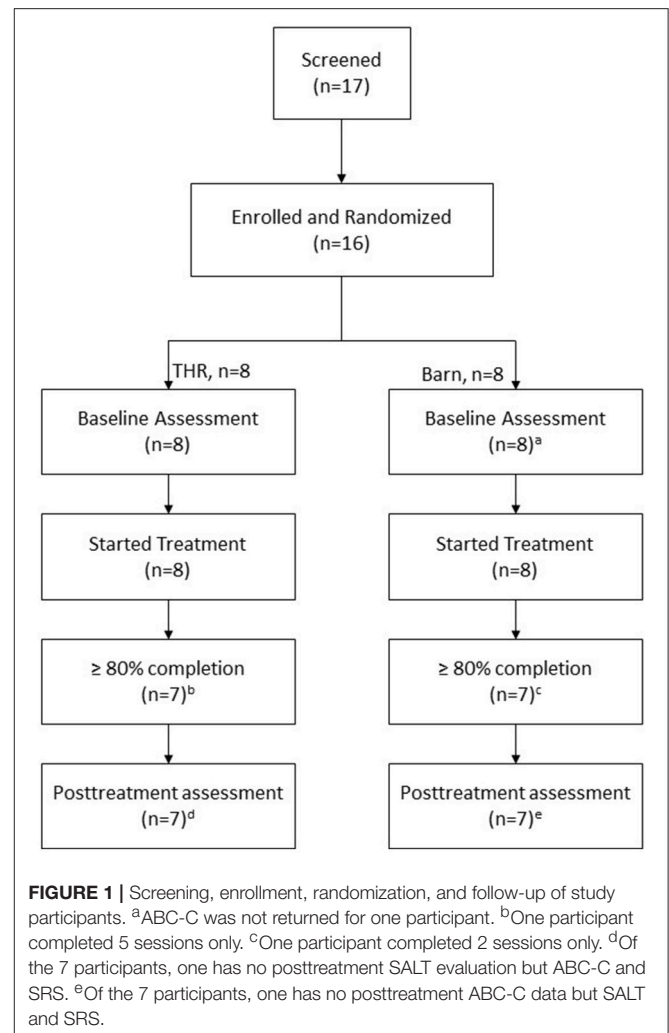 Screened
(n=17)
Enrolled and Randomized
(n=16)
THR, n=8
Barn, n=8
Baseline Assessment
(n=8)
Baseline Assessment
(n=8)ᵃ
Started Treatment
(n=8)
Started Treatment
(n=8)
≥ 80% completion
(n=7)ᵇ
≥ 80% completion
(n=7)ᶜ
Posttreatment assessment
(n=7)ᵈ
Posttreatment assessment
(n=7)ᵉ
FIGURE 1 | Screening, enrollment, randomization, and follow-up of study
participants. ᵃABC-C was not returned for one participant. ᵇOne participant
completed 5 sessions only. ᶜOne participant completed 2 sessions only. ᵈOf
the 7 participants, one has no posttreatment SALT evaluation but ABC-C and
SRS. ᵉOf the 7 participants, one has no posttreatment ABC-C data but SALT
and SRS.